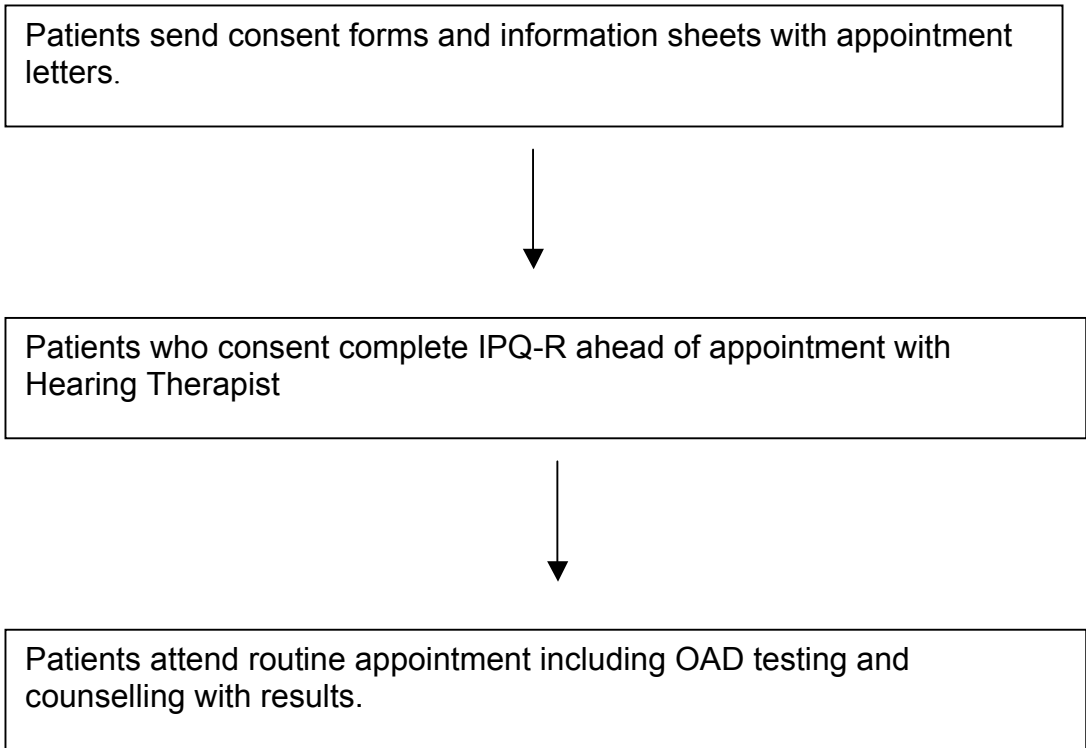 Patients send consent forms and information sheets with appointment
letters.
Patients who consent complete IPQ-R ahead of appointment with
Hearing Therapist
Patients attend routine appointment including OAD testing and
counselling with results.